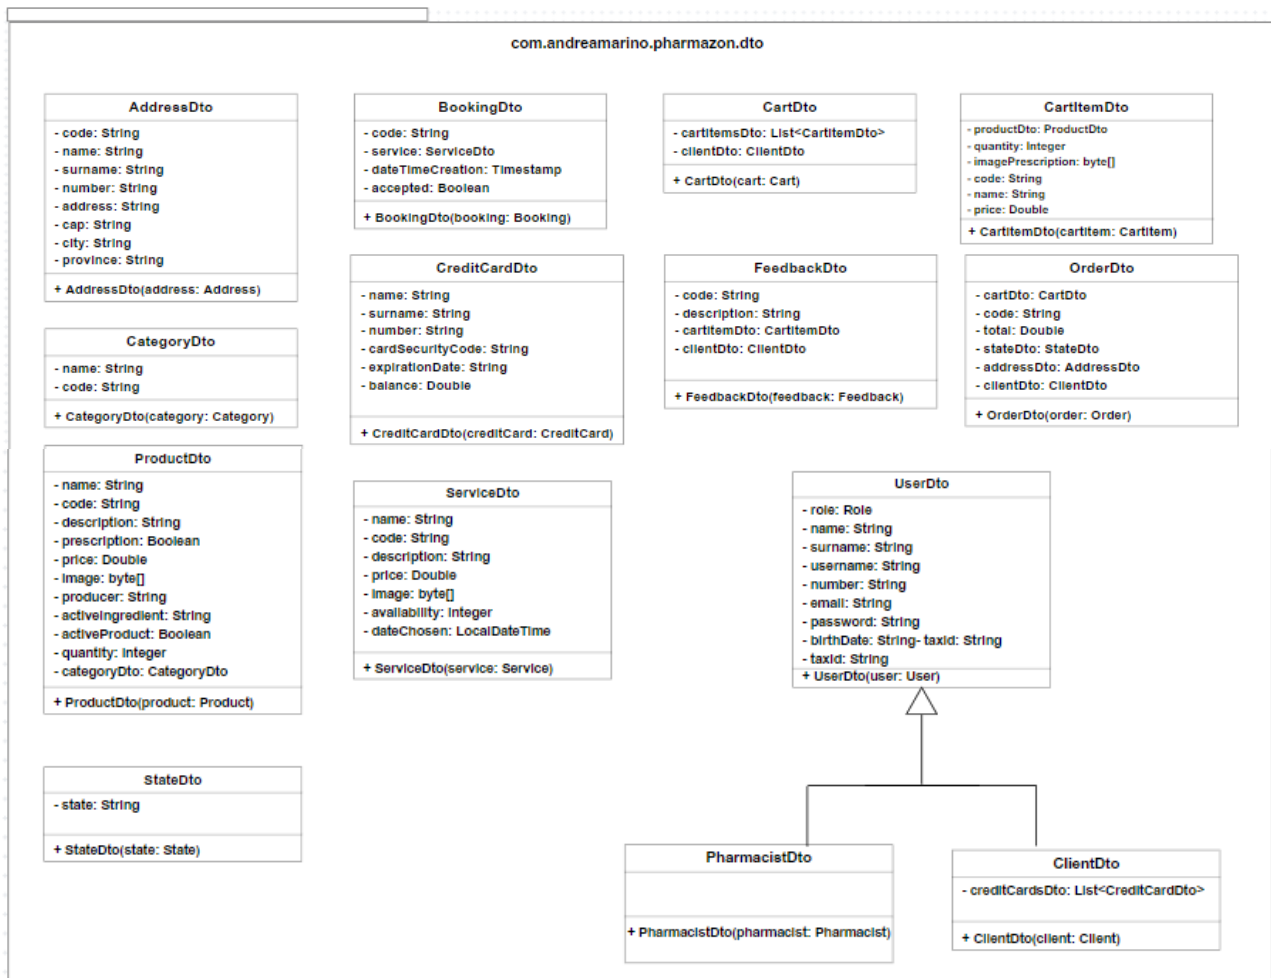 com.andreamarino.pharmazon.dto
AddressDto
- code: String
- name: String
- surname: String
- number: String
- address: String
- cap: String
- city: String
- province: String
+ AddressDto(address: Address)
BookingDto
- code: String
- service: ServiceDto
- dateTimeCreation: Timestamp
- accepted: Boolean
+ BookingDto(booking: Booking)
CartDto
- cartItemsDto: List<CartItemDto>
- clientDto: ClientDto
+ CartDto(cart: Cart)
CartItemDto
- productDto: ProductDto
- quantity: Integer
- imagePrescription: byte[]
- code: String
- name: String
- price: Double
+ CartItemDto(cartItem: CartItem)
CreditCardDto
- name: String
- surname: String
- number: String
- cardSecurityCode: String
- expirationDate: String
- balance: Double
+ CreditCardDto(creditCard: CreditCard)
FeedbackDto
- code: String
- description: String
- cartItemDto: CartItemDto
- clientDto: ClientDto
+ FeedbackDto(feedback: Feedback)
OrderDto
- cartDto: CartDto
- code: String
- total: Double
- stateDto: StateDto
- addressDto: AddressDto
- clientDto: ClientDto
+ OrderDto(order: Order)
CategoryDto
- name: String
- code: String
+ CategoryDto(category: Category)
ProductDto
- name: String
- code: String
- description: String
- prescription: Boolean
- price: Double
- image: byte[]
- producer: String
- activeIngredient: String
- activeProduct: Boolean
- quantity: Integer
- categoryDto: CategoryDto
+ ProductDto(product: Product)
ServiceDto
- name: String
- code: String
- description: String
- price: Double
- image: byte[]
- availability: Integer
- dateChosen: LocalDateTime
+ ServiceDto(service: Service)
UserDto
- role: Role
- name: String
- surname: String
- username: String
- number: String
- email: String
- password: String
- birthDate: String- taxId: String
- taxId: String
+ UserDto(user: User)
StateDto
- state: String
+ StateDto(state: State)
PharmacistDto
+ PharmacistDto(pharmacist: Pharmacist)
ClientDto
- creditCardsDto: List<CreditCardDto>
+ ClientDto(client: Client)